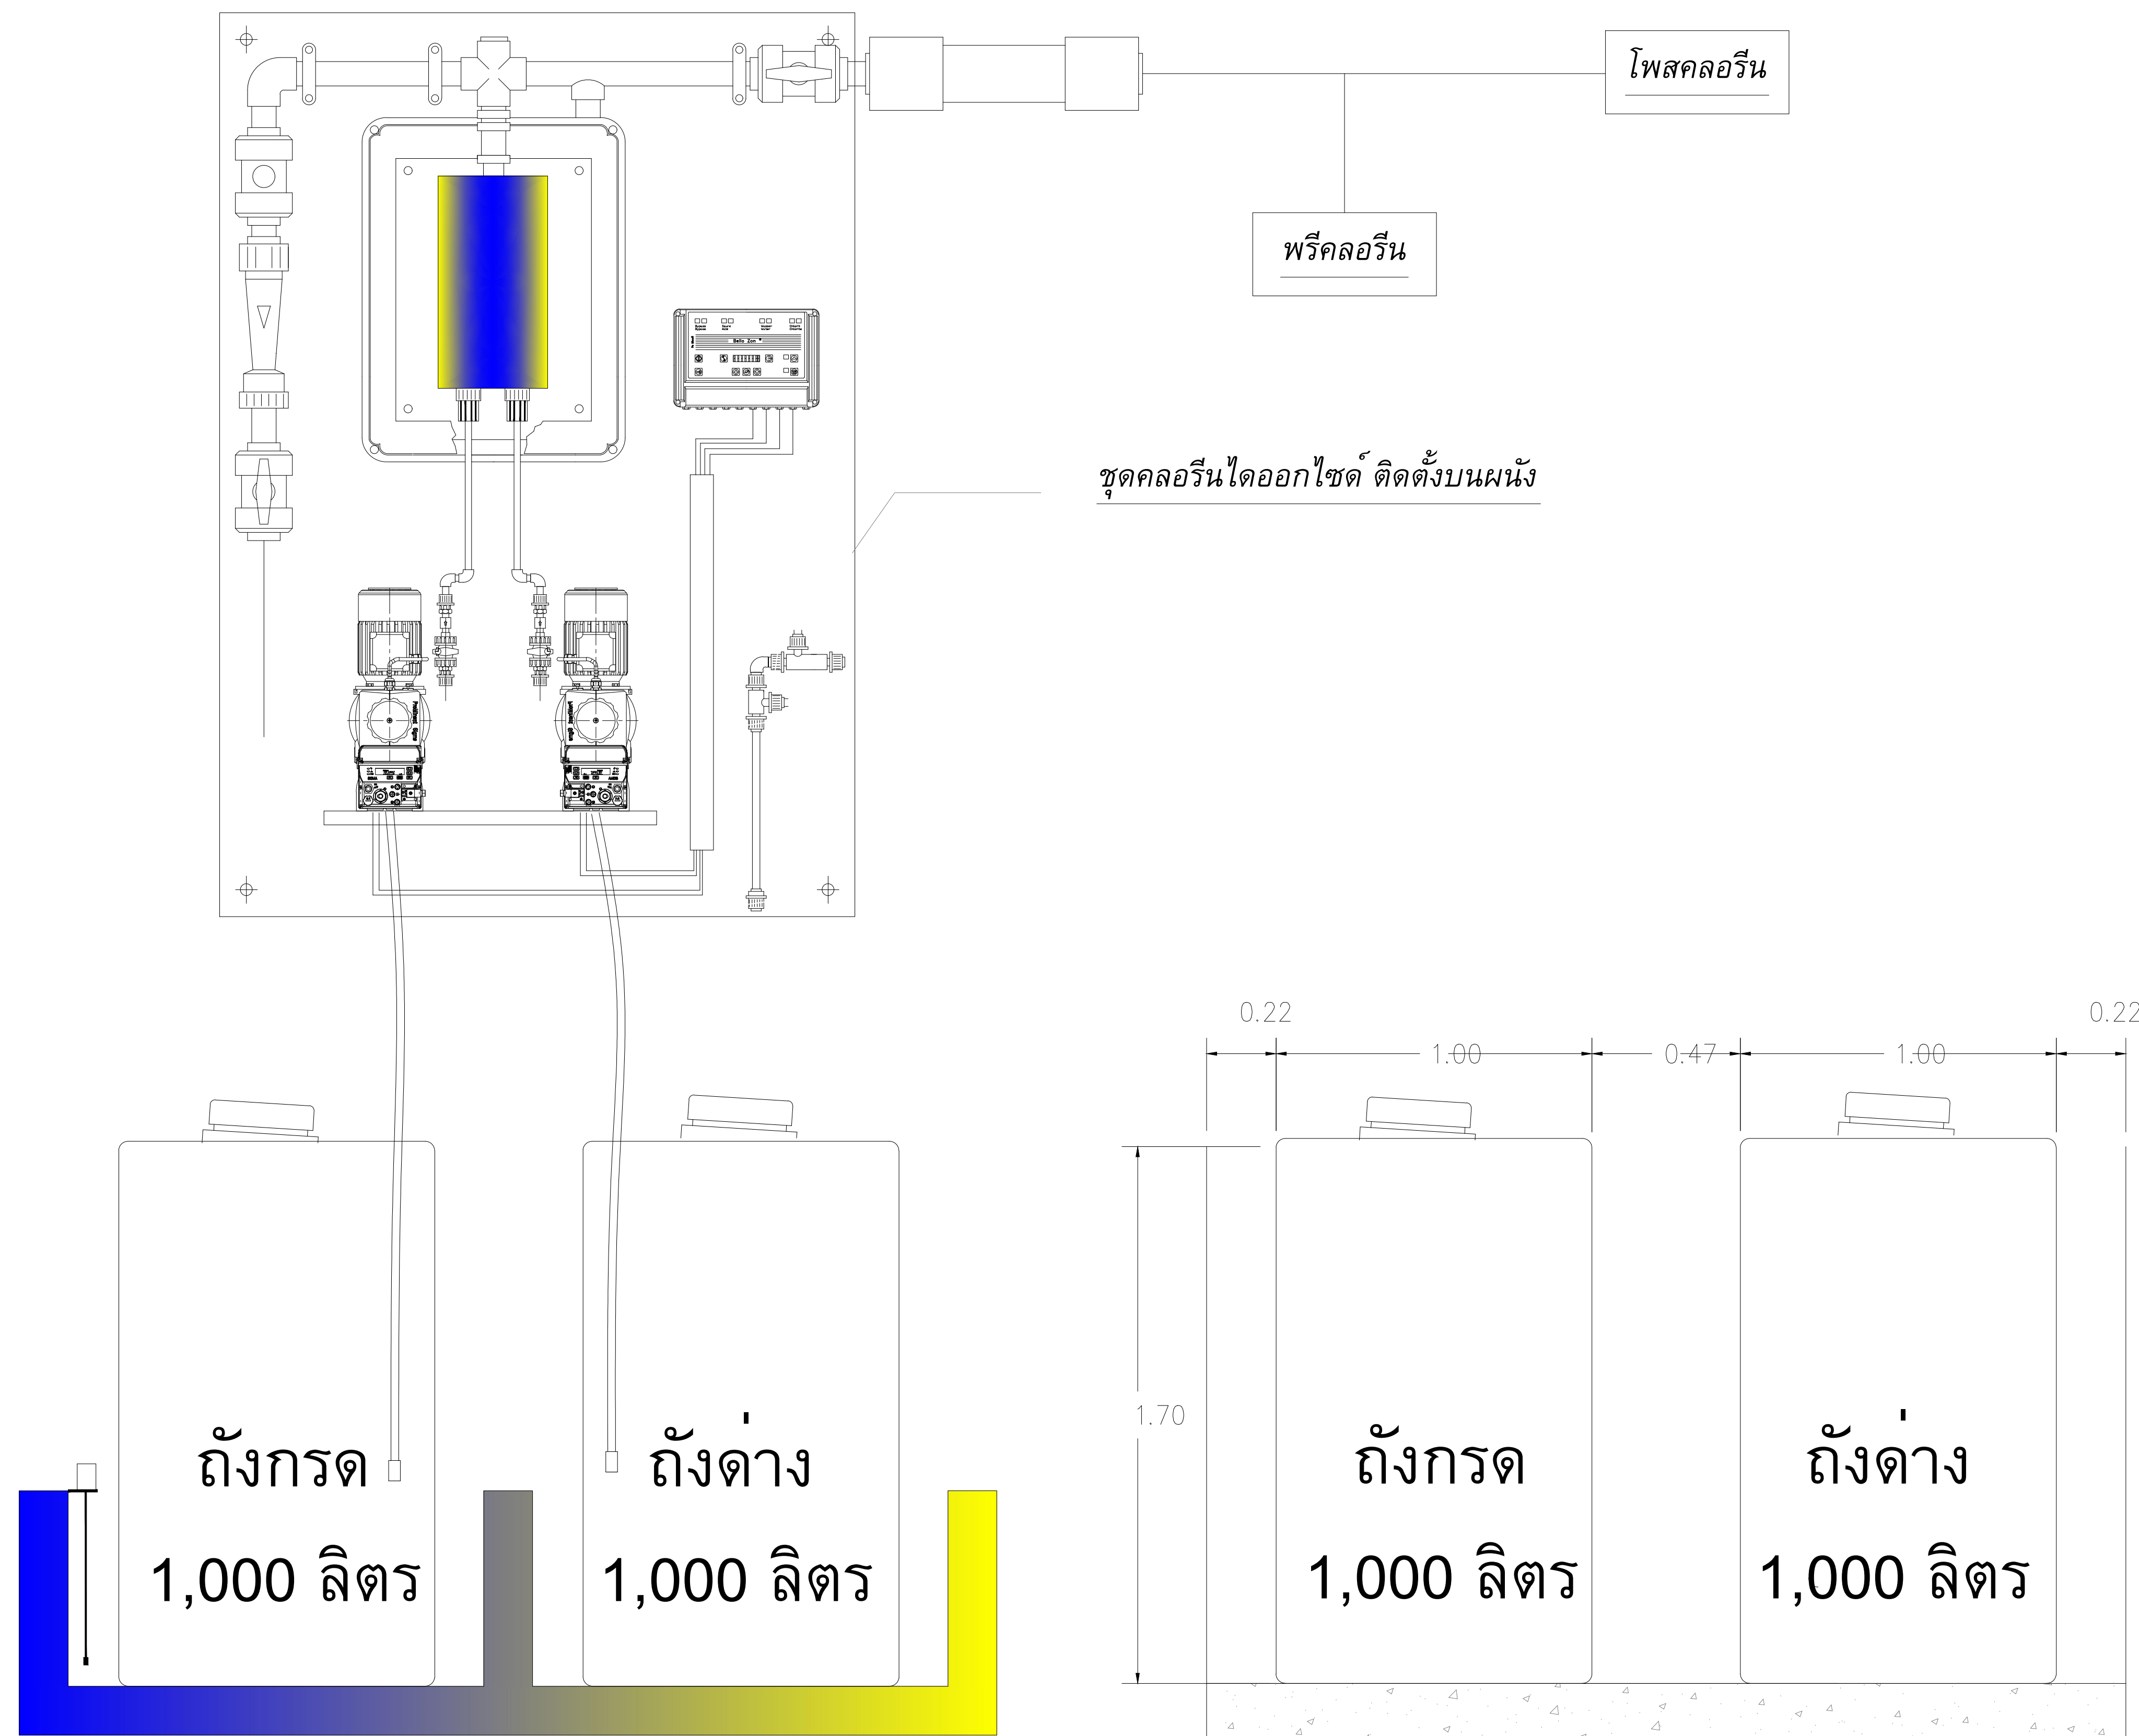 โพสคลอรีน
พรีคลอรีน
Bello Zon
ชุดคลอรีนไดออกไซด์ ติดตั้งบนผนัง
0.22
0.22
1.00
0.47
1.00
1.70
ถังกรด
1,000 ลิตร
ถังด่าง
1,000 ลิตร
ถังกรด
1,000 ลิตร
ถังด่าง
1,000 ลิตร